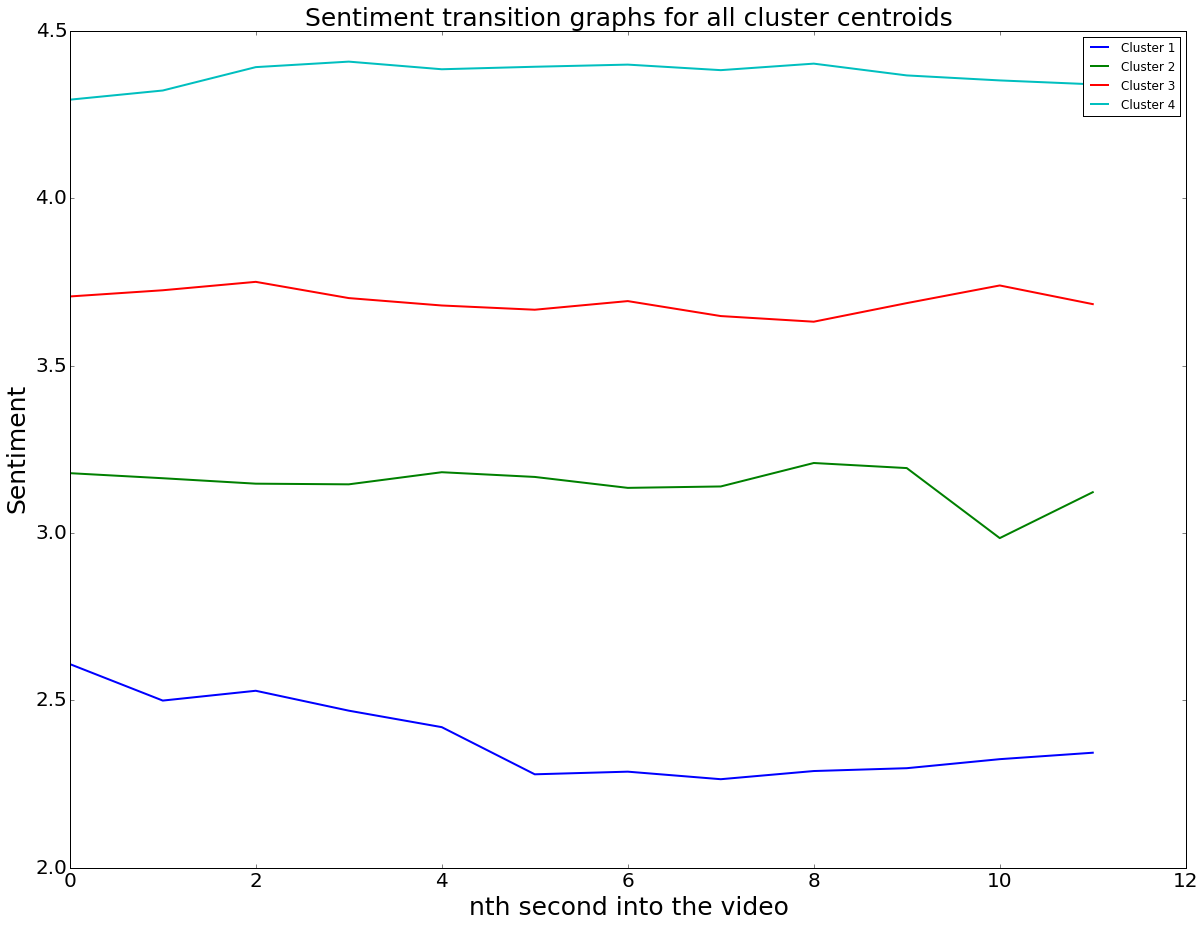 Sentiment transition graphs for all cluster centroids
Cluster 1
Cluster 2
Cluster 3
Cluster 4
4.5
4.0
3.5
3.0
2.5
2.0
Sentiment
0 2 4 6 8 10 12
nth second into the video